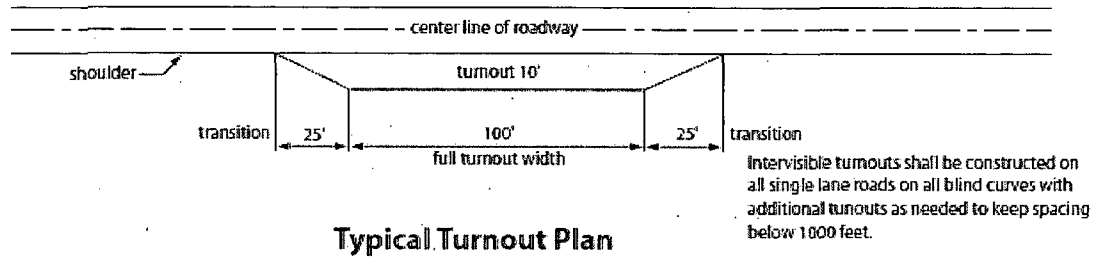 center line of roadway
shoulder
turnout 10'
transition
25'
100'
25'
transition
full turnout width
Intervisible turnouts shall be constructed on
all single lane roads on all blind curves with
additional tunouts as needed to keep spacing
below 1000 feet.
Typical Turnout Plan